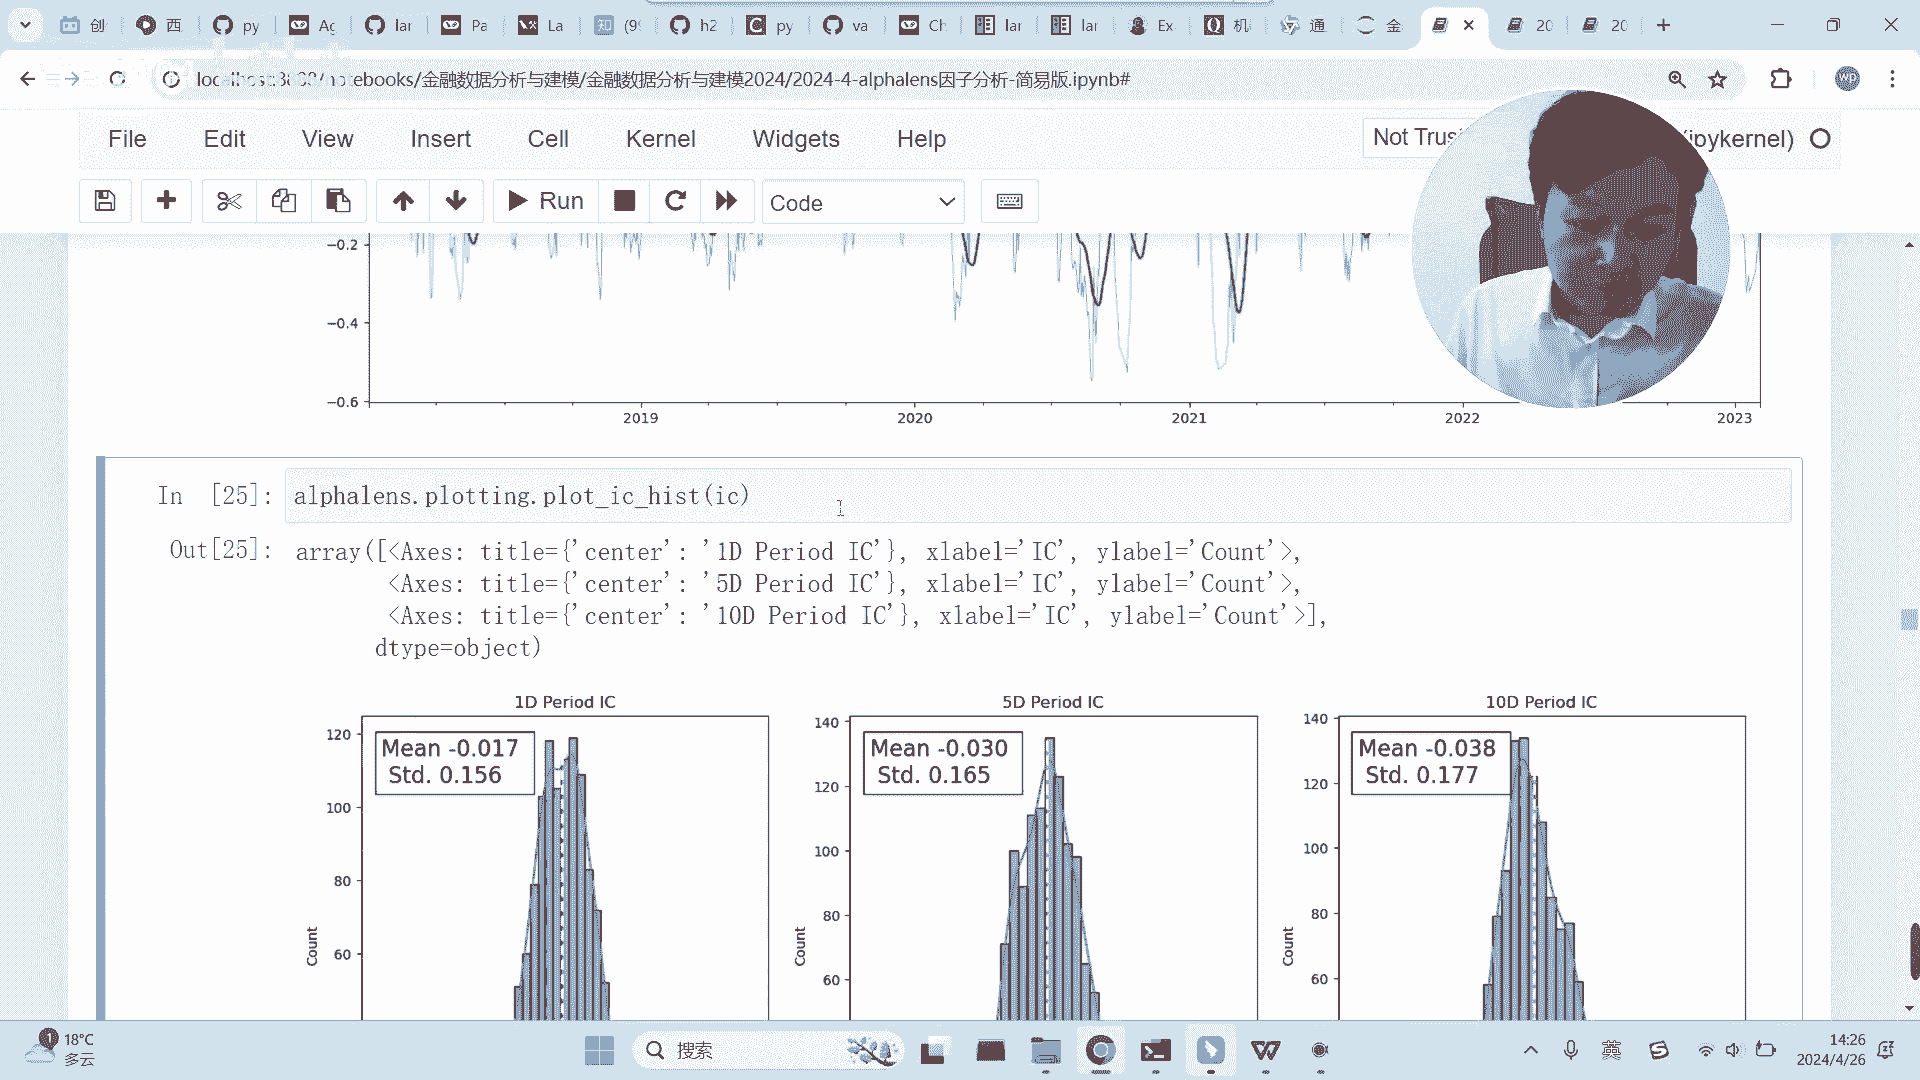 创
西
py
Ag
lar
Pa
La
(9
h2
py
va
Ch
lar
lar
Ex
机
通
金
20
20
notebooks/金融数据分析与建模/金融数据分析与建模2024/2024-4-alphalens因子分析-简易版.ipynb#
wp
File Edit View Insert Cell Kernel Widgets Help
Not Trus
(ipykernel)
Run
Code
−0.2
−0.4
−0.6
2019 2020 2021 2022 2023
In [25]: alphalens.plotting.plot_ic_hist(ic)
Out[25]: array([<Axes: title={'center': '1D Period IC'}, xlabel='IC', ylabel='Count'>,
<Axes: title={'center': '5D Period IC'}, xlabel='IC', ylabel='Count'>,
<Axes: title={'center': '10D Period IC'}, xlabel='IC', ylabel='Count'>],
dtype=object)
1D Period IC
Mean -0.017
Std. 0.156
120
100
80
60
Count
5D Period IC
Mean -0.030
Std. 0.165
140
120
100
80
60
Count
10D Period IC
Mean -0.038
Std. 0.177
140
120
100
80
60
Count
1
18°C
多云
搜索
英
14:26
2024/4/26